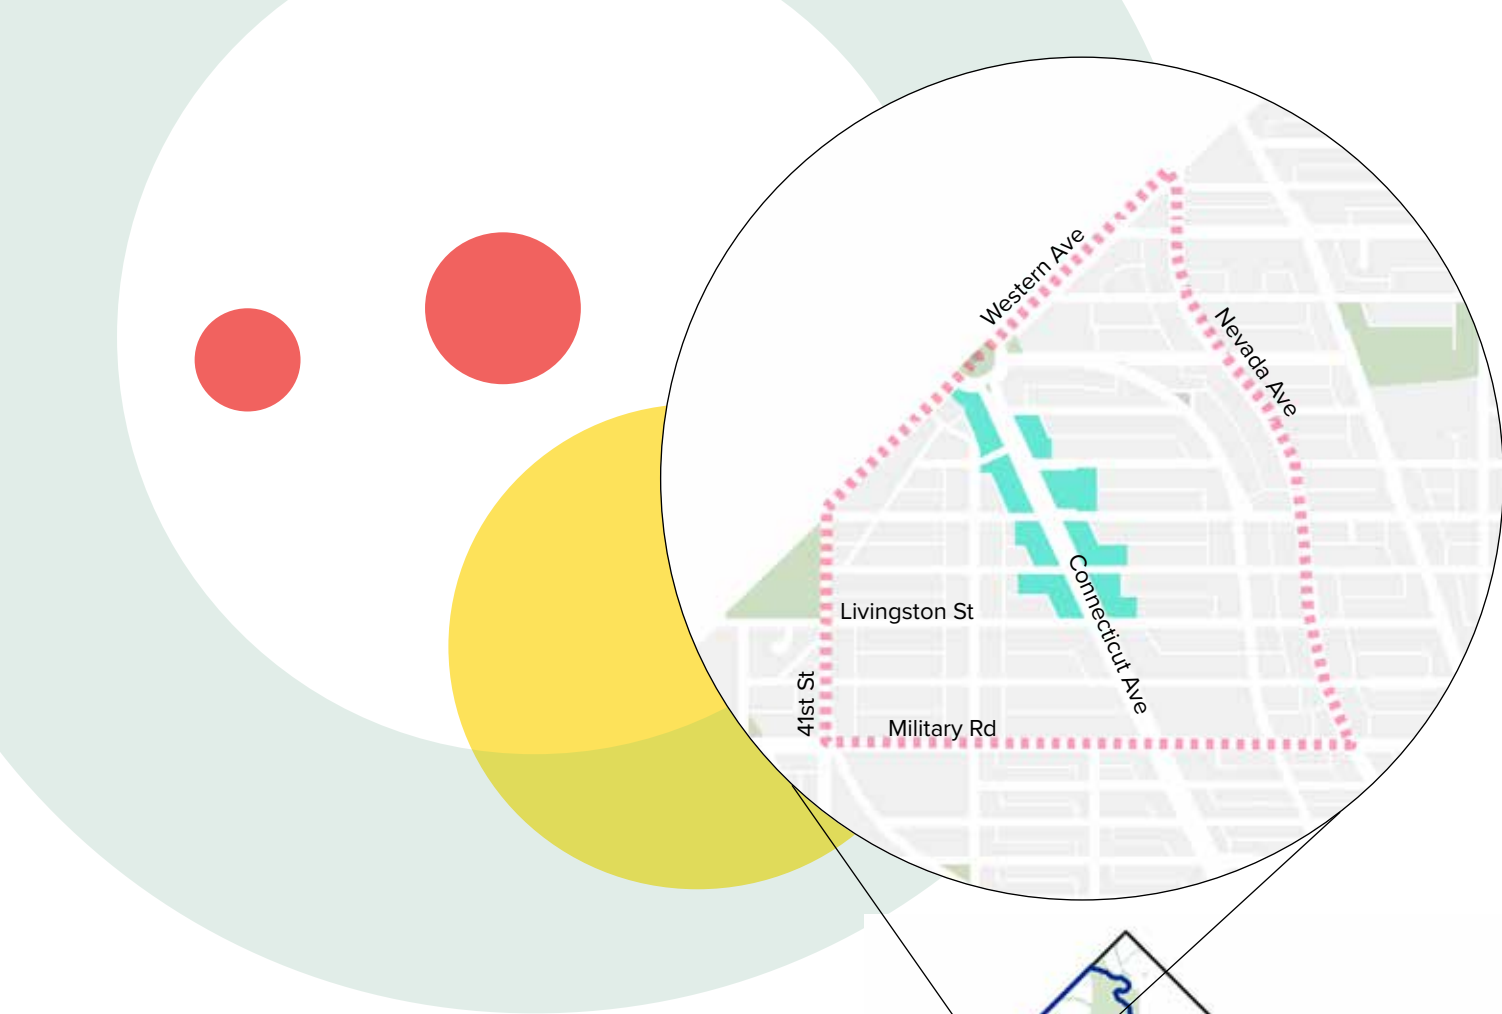 Western Ave
Nevada Ave
Connecticut Ave
Livingston St
41st St
Military Rd